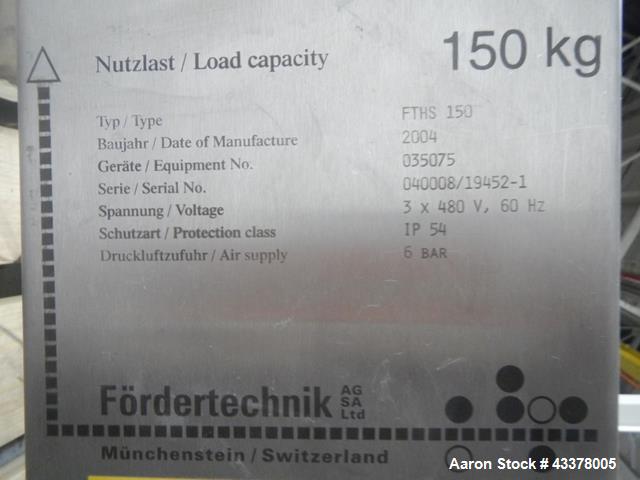 Nutzlast / Load capacity 150 kg
Typ / Type FTHS 150
Baujahr / Date of Manufacture 2004
Geräte / Equipment No. 035075
Serie / Serial No. 040008/19452-1
Spannung / Voltage 3 x 480 V, 60 Hz
Schutzart / Protection class IP 54
Druckluftzufuhr / Air supply 6 BAR
Fördertechnik AG SA Ltd
Münchenstein / Switzerland
Aaron Stock # 43378005